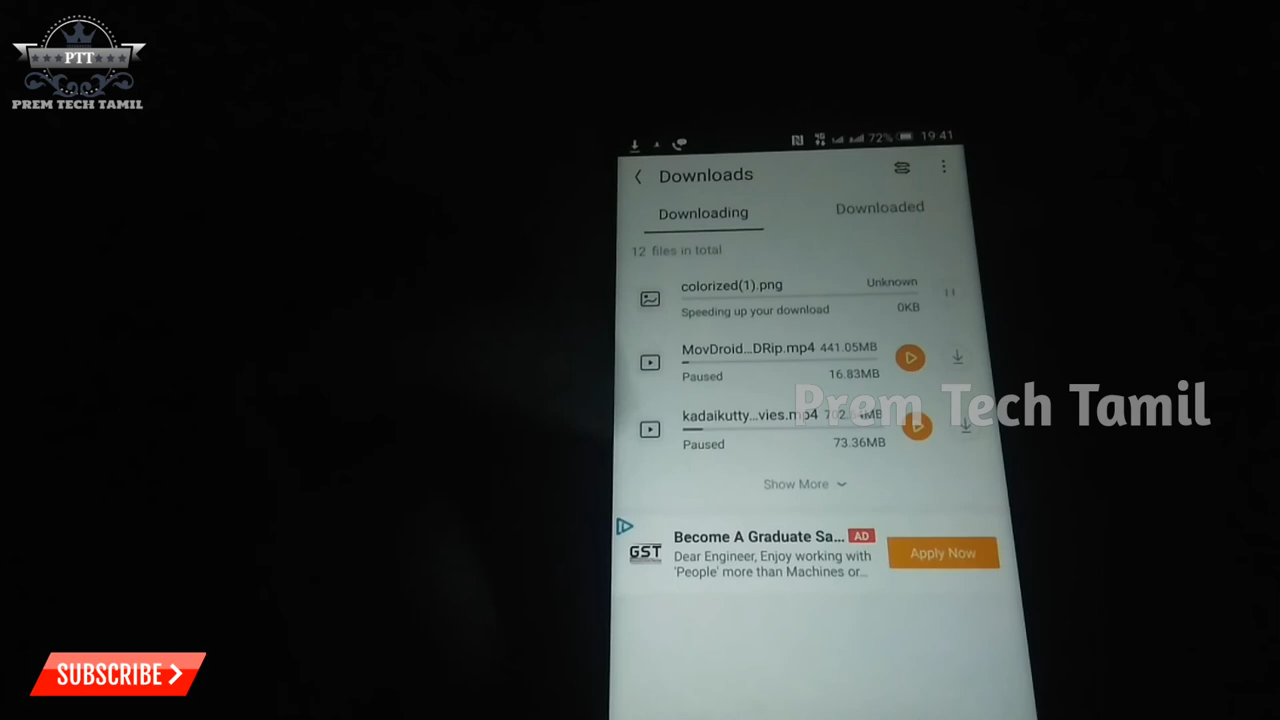 PTT
PREM TECH TAMIL
72% 19:41
Downloads
Downloading Downloaded
12 files in total
colorized(1).png Unknown
Speeding up your download 0KB
MovDroid...DRip.mp4 441.05MB
Paused 16.83MB
Prem Tech Tamil
kadaikutty...vies.mp4
Paused 73.36MB
Show More
Become A Graduate Sa... AD
GST
Dear Engineer, Enjoy working with
'People' more than Machines or...
Apply Now
SUBSCRIBE